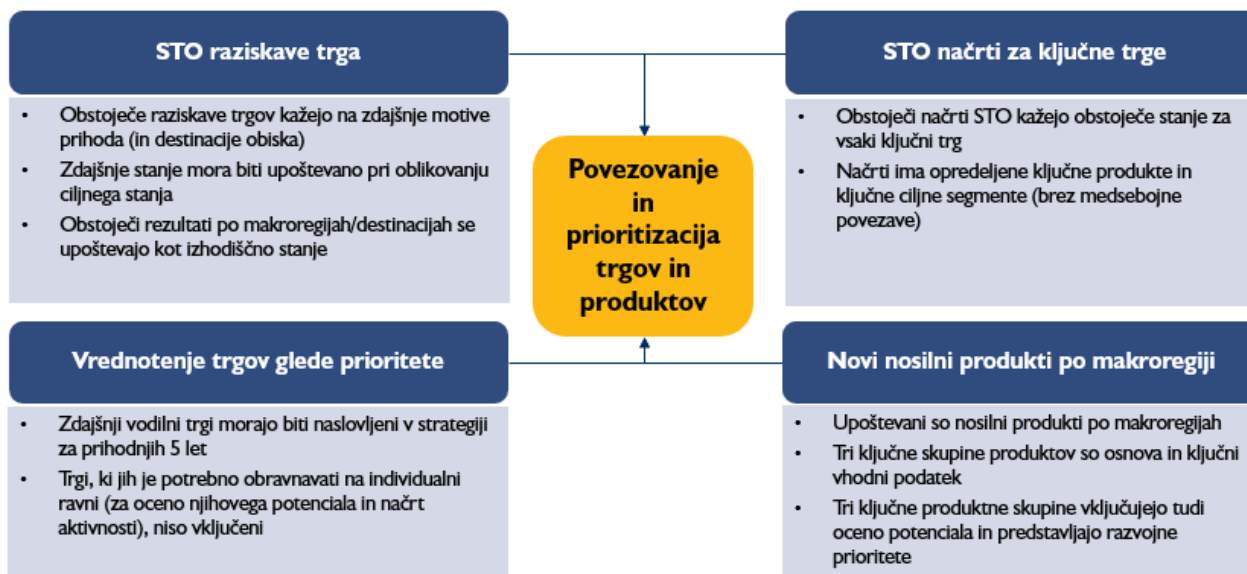 STO raziskave trga
• Obstoječe raziskave trgov kažejo na zdajšnje motive
prihoda (in destinacije obiska)
• Zdajšnje stanje mora biti upoštevano pri oblikovanju
ciljnega stanja
• Obstoječi rezultati po makroregijah/destinacijah se
upoštevajo kot izhodiščno stanje
STO načrti za ključne trge
• Obstoječi načrti STO kažejo obstoječe stanje za
vsaki ključni trg
• Načrti ima opredeljene ključne produkte in
ključne ciljne segmente (brez medsebojne
povezave)
Povezovanje
in
prioritizacija
trgov in
produktov
Vrednotenje trgov glede prioritete
• Zdajšnji vodilni trgi morajo biti naslovljeni v strategiji
za prihodnjih 5 let
• Trgi, ki jih je potrebno obravnavati na individualni
ravni (za oceno njihovega potenciala in načrt
aktivnosti), niso vključeni
Novi nosilni produkti po makroregiji
• Upoštevani so nosilni produkti po makroregijah
• Tri ključne skupine produktov so osnova in ključni
vhodni podatek
• Tri ključne produktne skupine vključujejo tudi
oceno potenciala in predstavljajo razvojne
prioritete